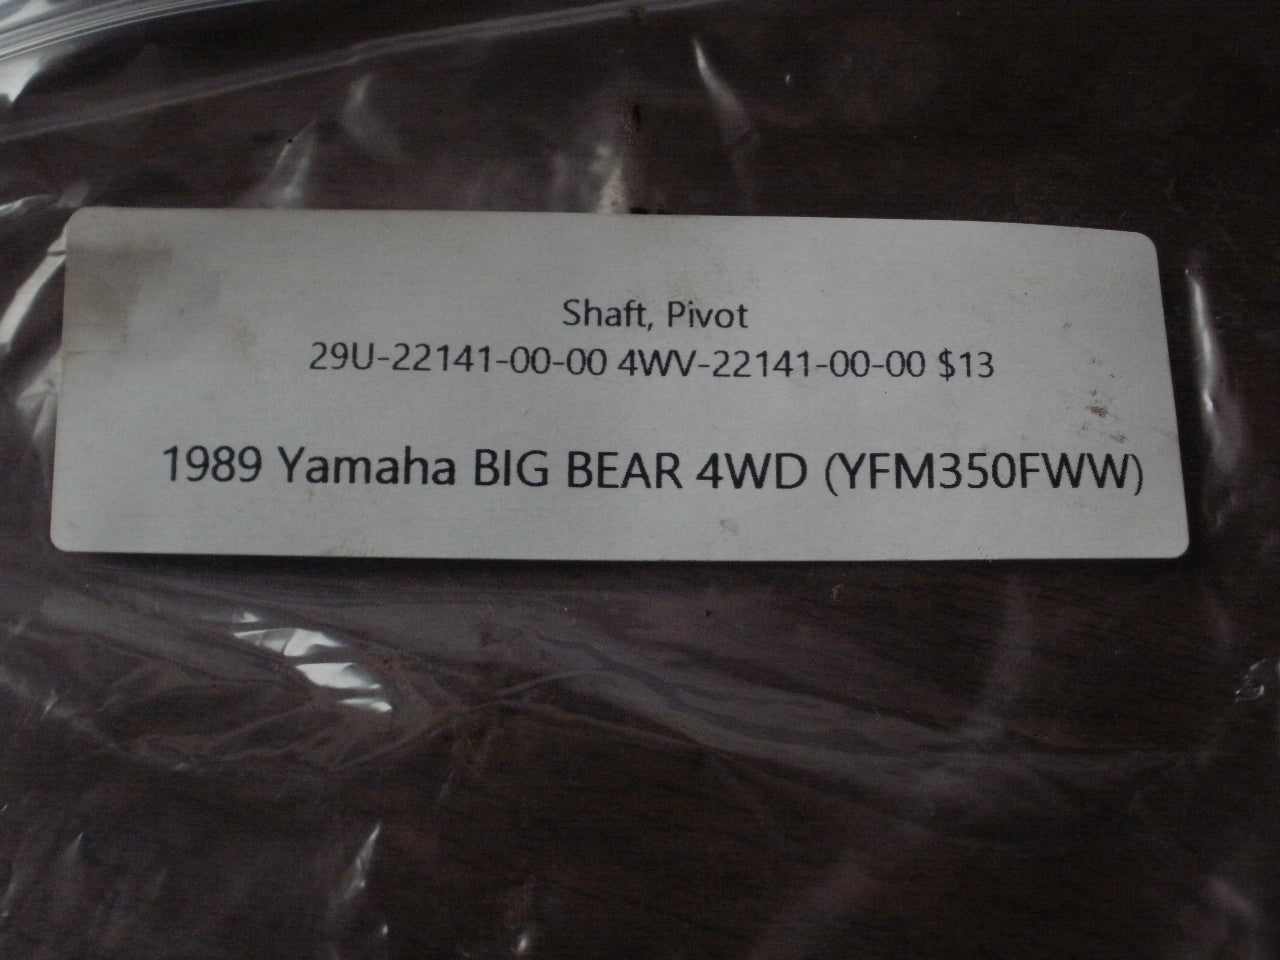 Shaft, Pivot
29U-22141-00-00 4WV-22141-00-00 $13
1989 Yamaha BIG BEAR 4WD (YFM350FWW)